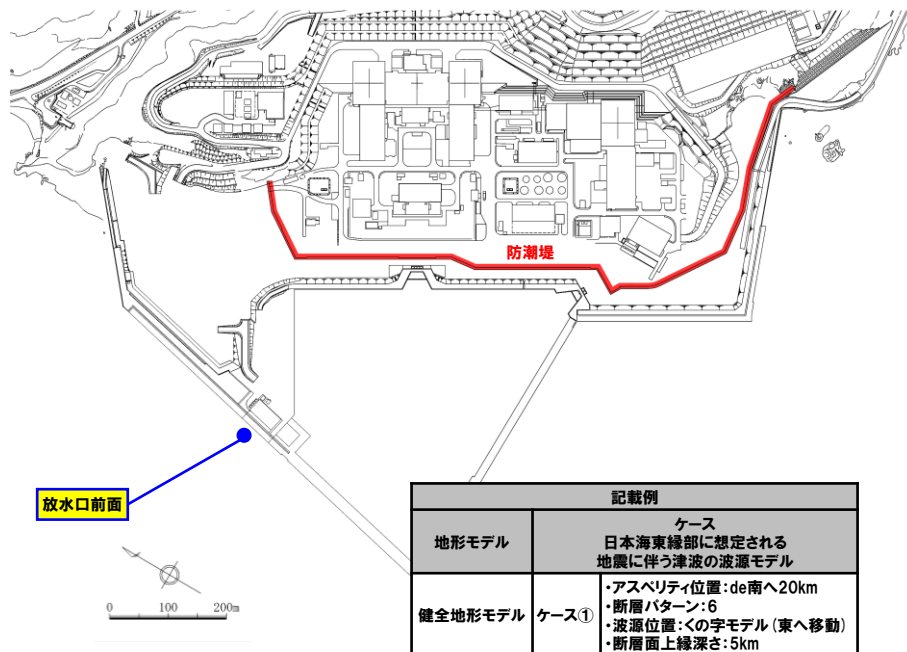 防潮堤
放水口前面
0 100 200m
記載例
地形モデル
ケース
日本海東縁部に想定される
地震に伴う津波の波源モデル
健全地形モデル
ケース①
・アスペリティ位置:de南へ20km
・断層パターン:6
・波源位置:くの字モデル(東へ移動)
・断層面上縁深さ:5km